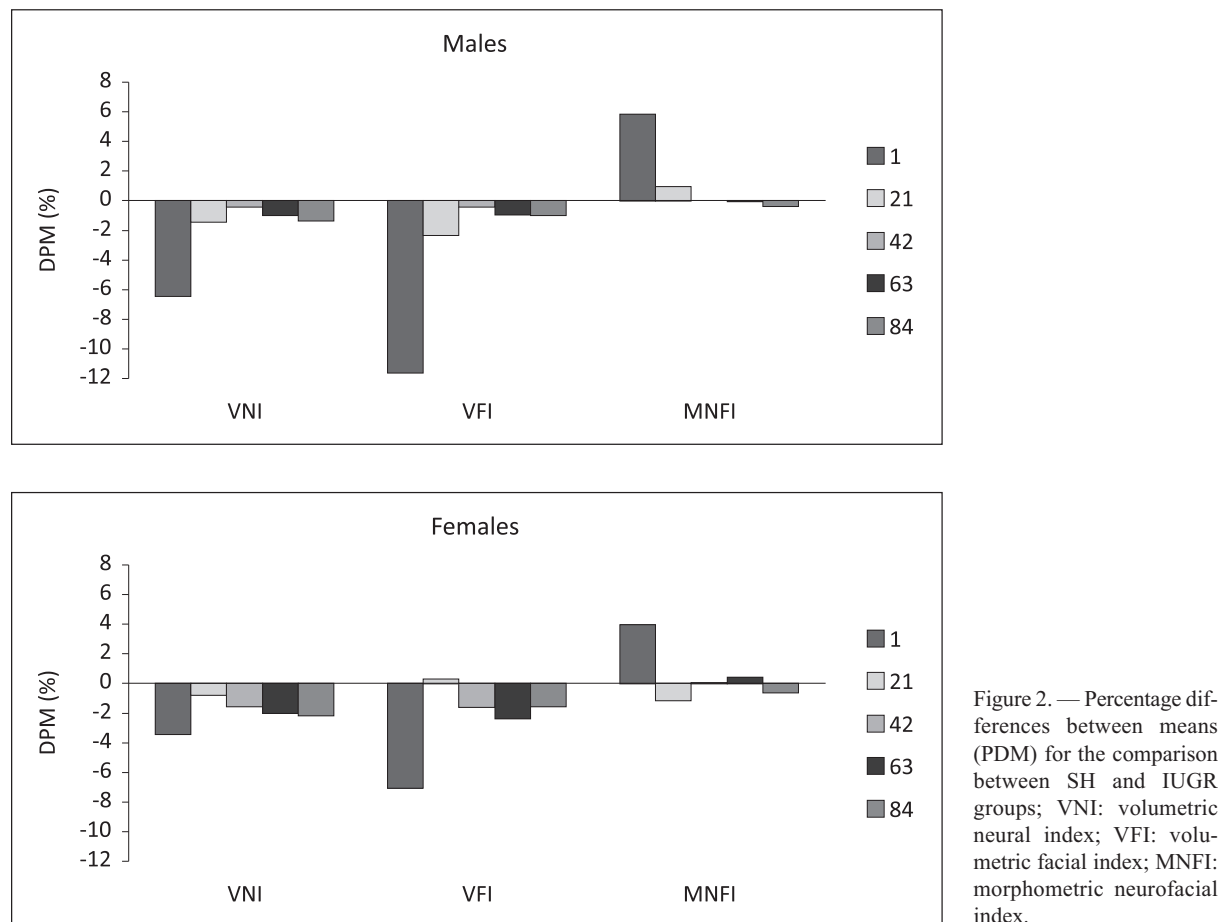 Males
8
6
4
2
0
-2
-4
-6
-8
-10
-12
DPM (%)
VNI VFI MNFI
1
21
42
63
84
Females
8
6
4
2
0
-2
-4
-6
-8
-10
-12
DPM (%)
VNI VFI MNFI
1
21
42
63
84
Figure 2. — Percentage dif-
ferences between means
(PDM) for the comparison
between SH and IUGR
groups; VNI: volumetric
neural index; VFI: volu-
metric facial index; MNFI:
morphometric neurofacial
index.